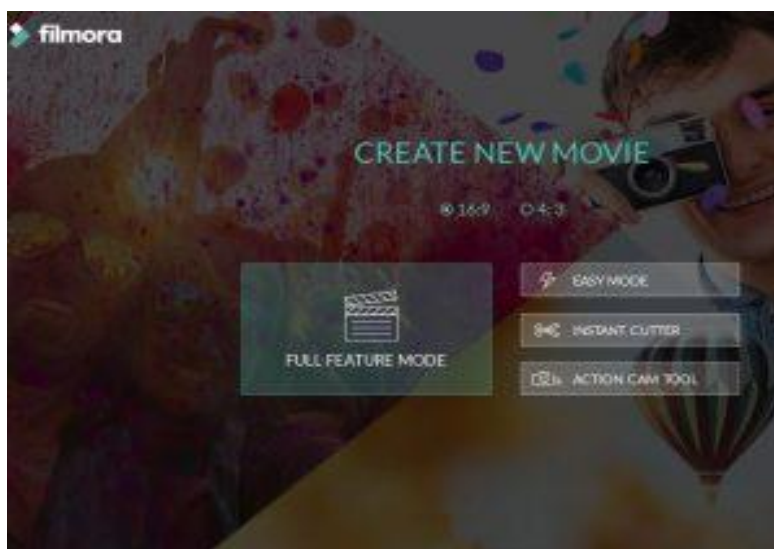 filmora
CREATE NEW MOVIE
16:9 4:3
FULL FEATURE MODE
EASY MODE
INSTANT CUTTER
ACTION CAM TOOL